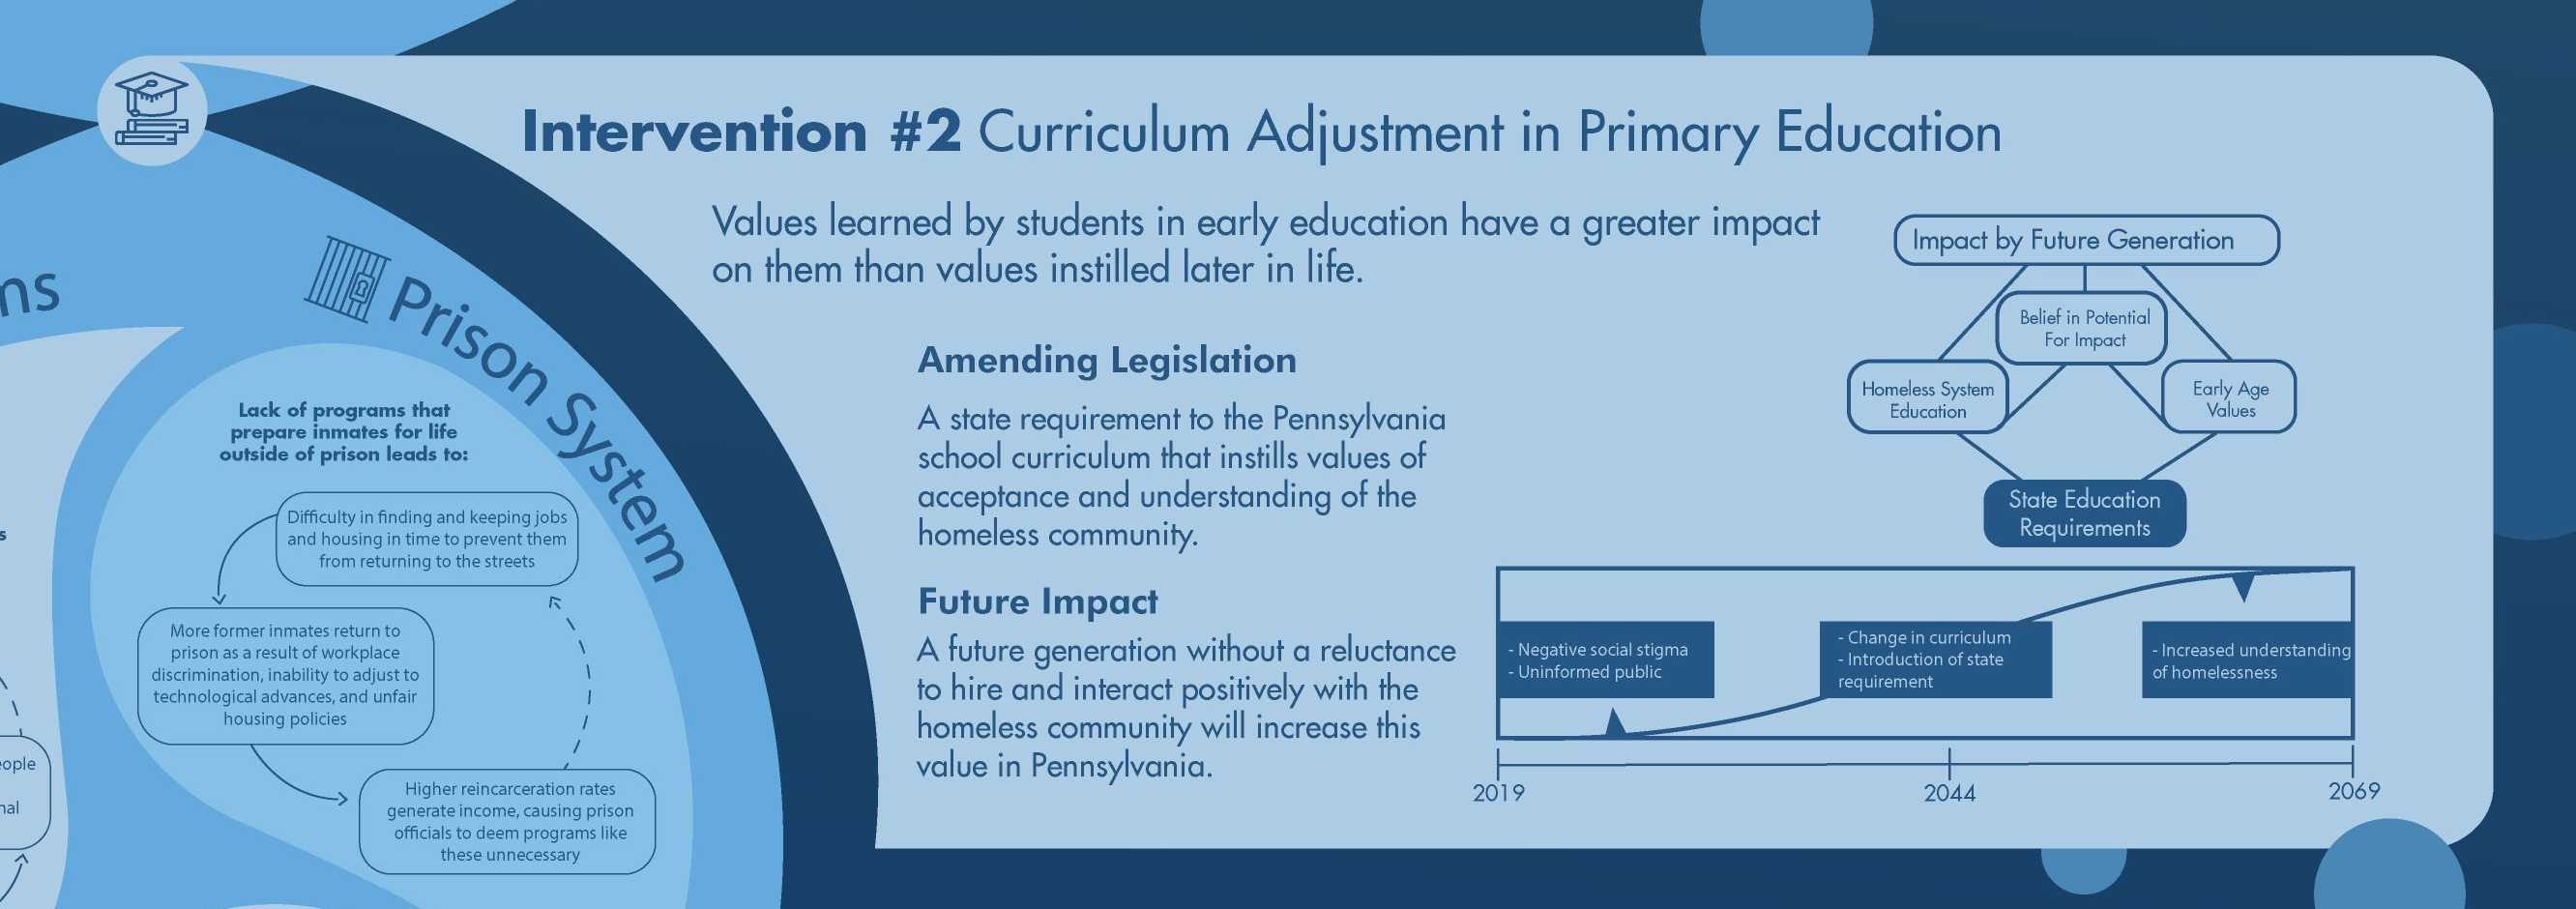 Intervention #2 Curriculum Adjustment in Primary Education
Values learned by students in early education have a greater impact
on them than values instilled later in life.
Amending Legislation
A state requirement to the Pennsylvania
school curriculum that instills values of
acceptance and understanding of the
homeless community.
Future Impact
A future generation without a reluctance
to hire and interact positively with the
homeless community will increase this
value in Pennsylvania.
Impact by Future Generation
Belief in Potential
For Impact
Homeless System
Education
Early Age
Values
State Education
Requirements
- Negative social stigma
- Uninformed public
- Change in curriculum
- Introduction of state
requirement
- Increased understanding
of homelessness
2019
2044
2069
Prison System
Lack of programs that
prepare inmates for life
outside of prison leads to:
Difficulty in finding and keeping jobs
and housing in time to prevent them
from returning to the streets
More former inmates return to
prison as a result of workplace
discrimination, inability to adjust to
technological advances, and unfair
housing policies
Higher reincarceration rates
generate income, causing prison
officials to deem programs like
these unnecessary